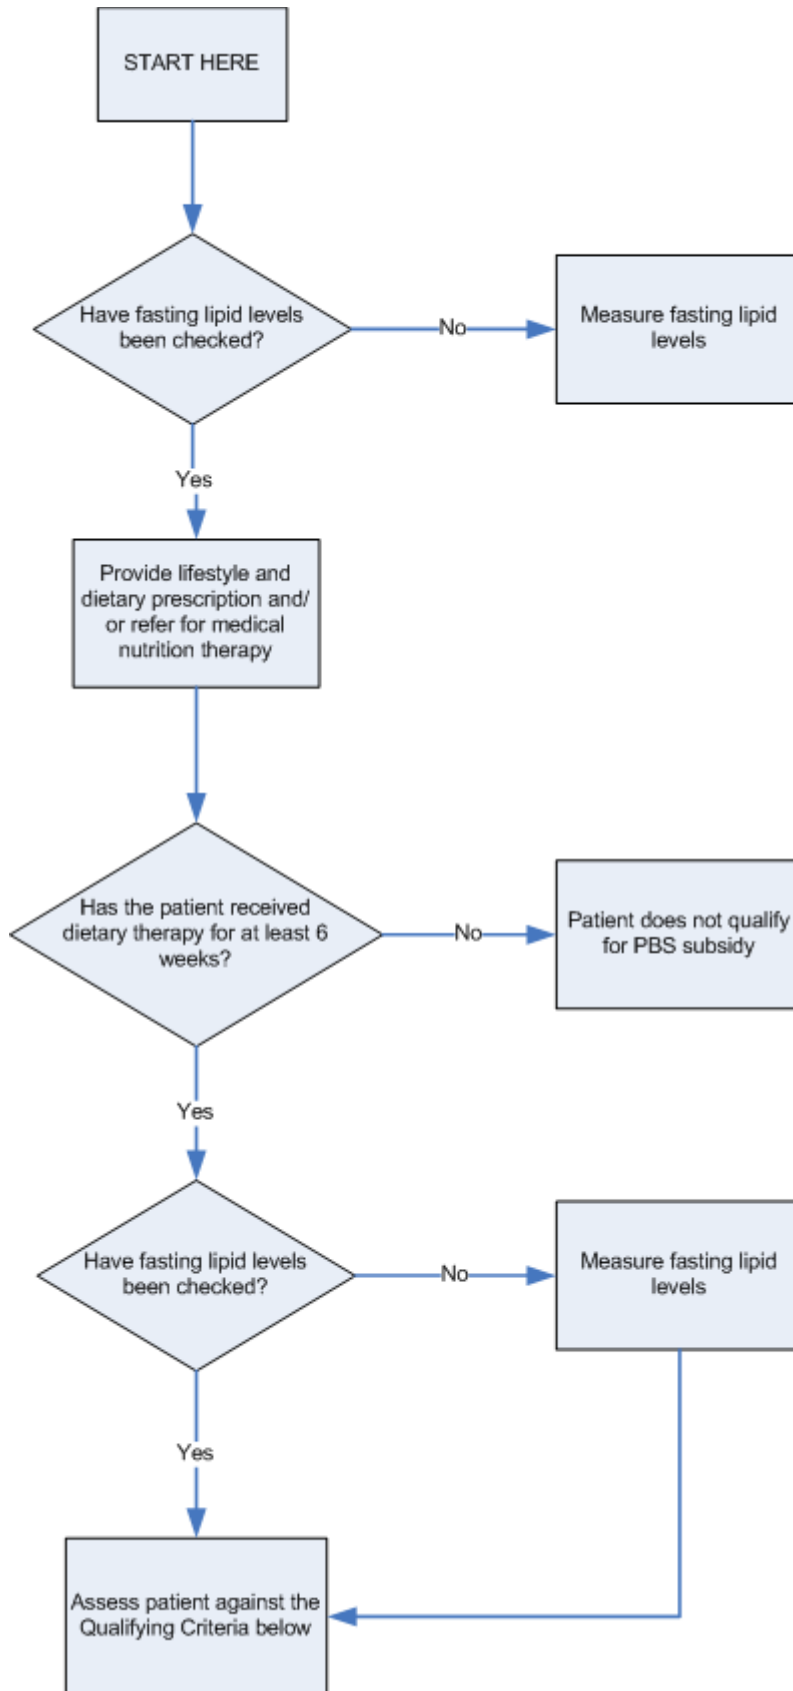 START HERE
Have fasting lipid levels
been checked?
No
Measure fasting lipid
levels
Yes
Provide lifestyle and
dietary prescription and/
or refer for medical
nutrition therapy
Has the patient received
dietary therapy for at least 6
weeks?
No
Patient does not qualify
for PBS subsidy
Yes
Have fasting lipid levels
been checked?
No
Measure fasting lipid
levels
Yes
Assess patient against the
Qualifying Criteria below